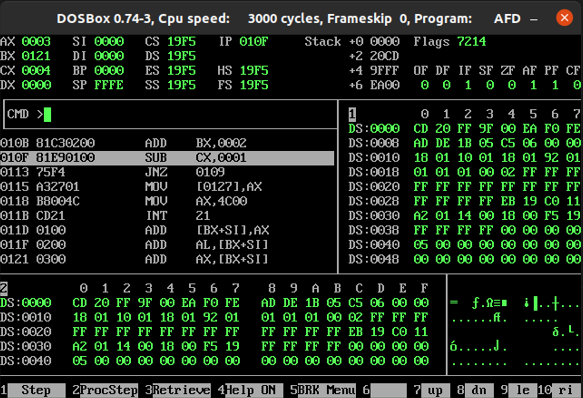 DOSBox 0.74-3, Cpu speed: 3000 cycles, Frameskip 0, Program: AFD
AX 0003 SI 0000 CS 19F5 IP 010F Stack +0 0000 Flags 7214
BX 0121 DI 0000 DS 19F5 +2 20CD
CX 0004 BP 0000 ES 19F5 HS 19F5 +4 9FFF OF DF IF SF ZF AF PF CF
DX 0000 SP FFFE SS 19F5 FS 19F5 +6 EA00 0 0 1 0 0 1 1 0
CMD >
1 0 1 2 3 4 5 6 7
DS:0000 CD 20 FF 9F 00 EA F0 FE
DS:0008 AD DE 1B 05 C5 06 00 00
DS:0010 18 01 10 01 18 01 92 01
DS:0018 01 01 01 00 02 FF FF FF
DS:0020 FF FF FF FF FF FF FF FF
DS:0028 FF FF FF FF EB 19 C0 11
DS:0030 A2 01 14 00 18 00 F5 19
DS:0038 FF FF FF FF 00 00 00 00
DS:0040 05 00 00 00 00 00 00 00
DS:0048 00 00 00 00 00 00 00 00
010B 81C30200 ADD BX,0002
010F 81E90100 SUB CX,0001
0113 75F4 JNZ 0109
0115 A32701 MOV [0127],AX
0118 B8004C MOV AX,4C00
011B CD21 INT 21
011D 0100 ADD [BX+SI],AX
011F 0200 ADD AL,[BX+SI]
0121 0300 ADD AX,[BX+SI]
2 0 1 2 3 4 5 6 7 8 9 A B C D E F
DS:0000 CD 20 FF 9F 00 EA F0 FE AD DE 1B 05 C5 06 00 00
DS:0010 18 01 10 01 18 01 92 01 01 01 01 00 02 FF FF FF
DS:0020 FF FF FF FF FF FF FF FF FF FF FF FF EB 19 C0 11
DS:0030 A2 01 14 00 18 00 F5 19 FF FF FF FF 00 00 00 00
DS:0040 05 00 00 00 00 00 00 00 00 00 00 00 00 00 00 00
1 Step 2 ProcStep 3 Retrieve 4 Help ON 5 BRK Menu 6 7 up 8 dn 9 le 10 ri